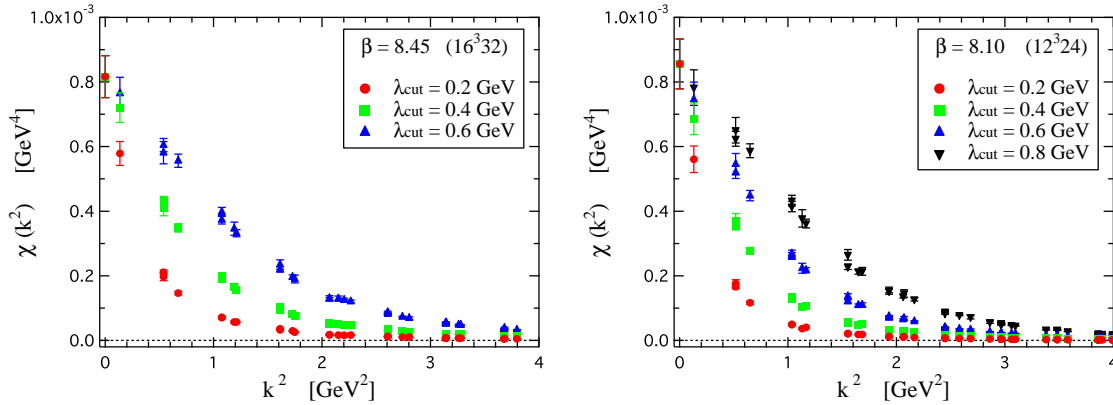 1.0x10⁻³
β = 8.45 (16³32)
λcut = 0.2 GeV
λcut = 0.4 GeV
λcut = 0.6 GeV
0.8
0.6
0.4
0.2
0.0
χ (k²) [GeV⁴]
0 1 2 3 4
k² [GeV²]
1.0x10⁻³
β = 8.10 (12³24)
λcut = 0.2 GeV
λcut = 0.4 GeV
λcut = 0.6 GeV
λcut = 0.8 GeV
0.8
0.6
0.4
0.2
0.0
χ (k²) [GeV⁴]
0 1 2 3 4
k² [GeV²]